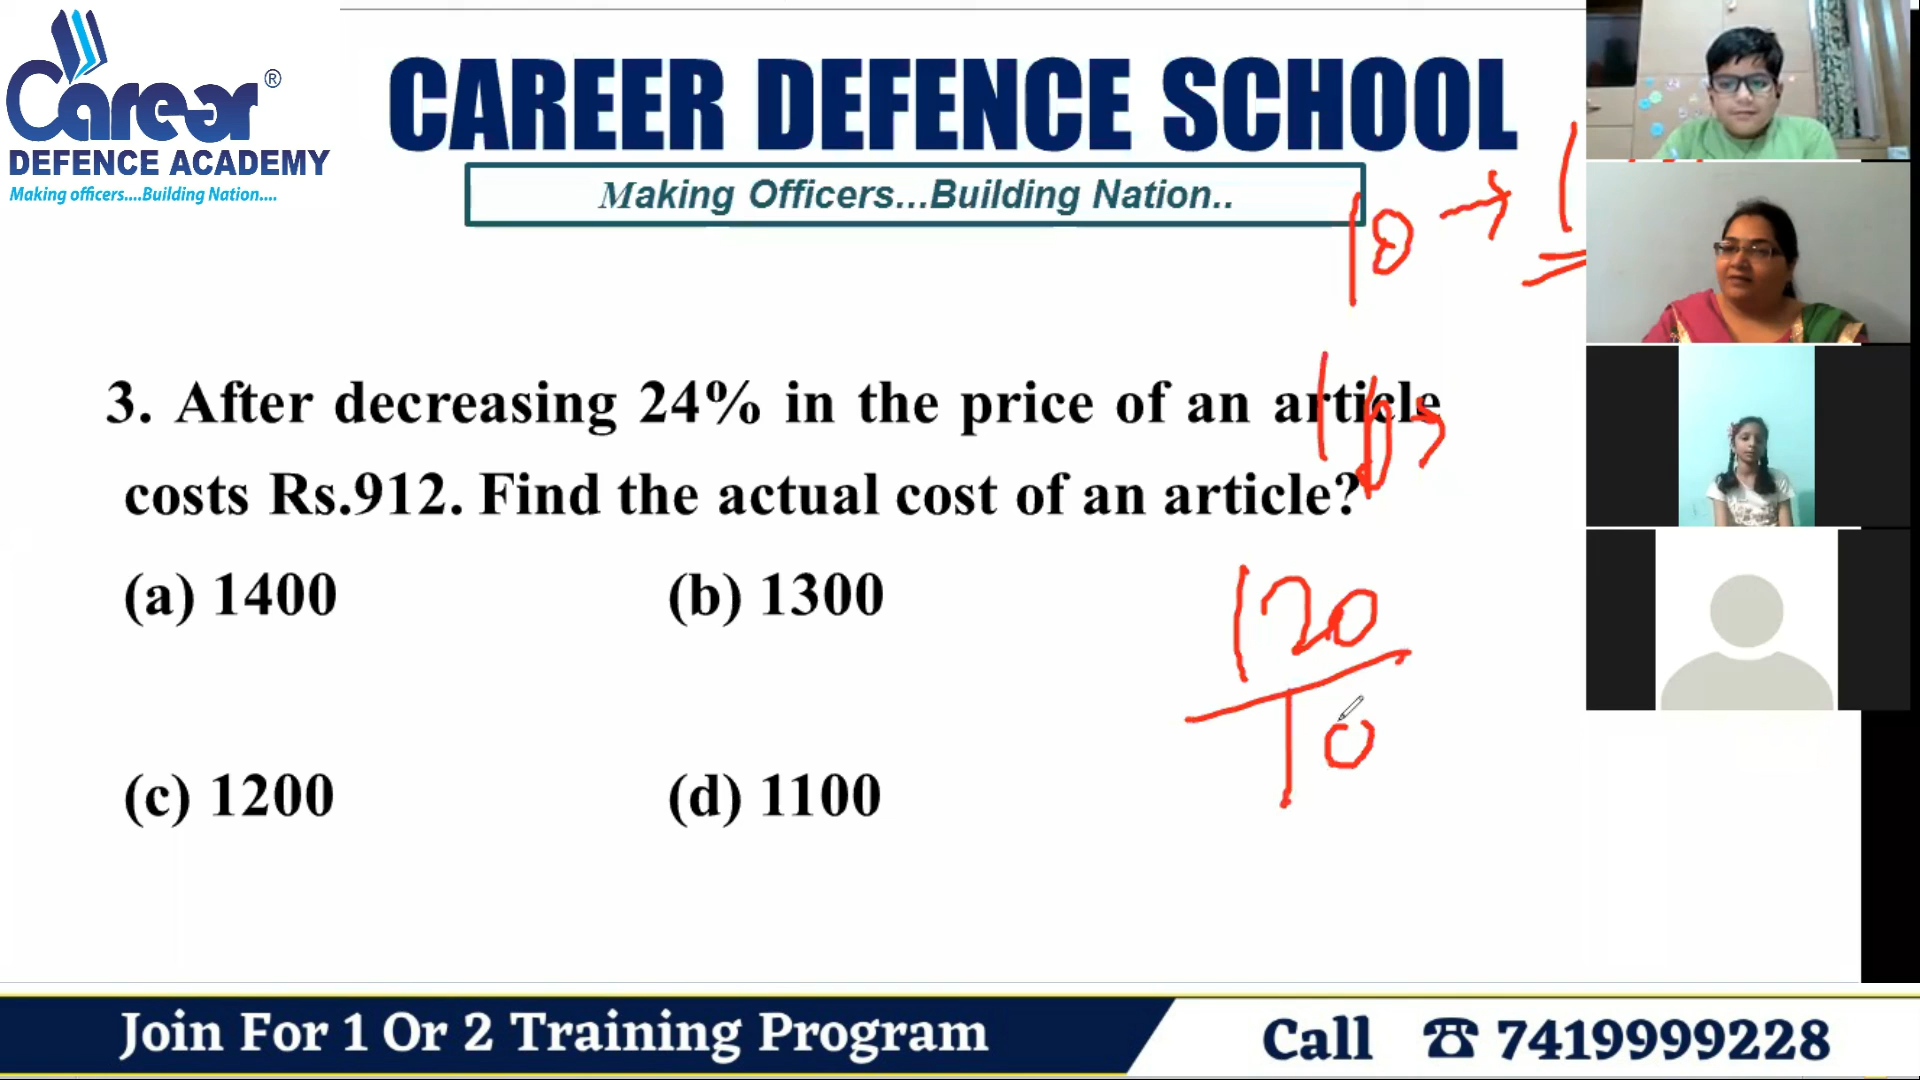 Career®
DEFENCE ACADEMY
Making officers....Building Nation....
CAREER DEFENCE SCHOOL
Making Officers...Building Nation..
10 →
3. After decreasing 24% in the price of an article
costs Rs.912. Find the actual cost of an article?
(a) 1400
(b) 1300
120
10
(c) 1200
(d) 1100
Join For 1 Or 2 Training Program
Call ☎ 7419999228